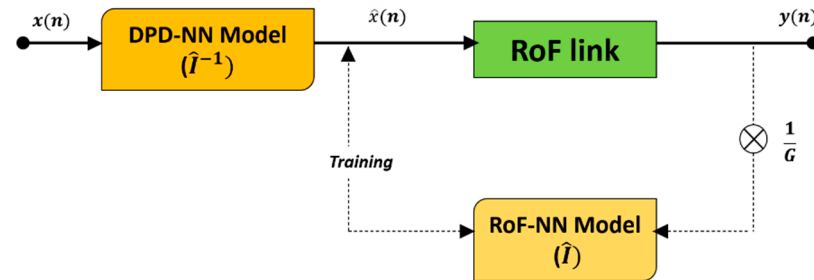 x(n)
DPD-NN Model
(Î⁻¹)
x̂(n)
RoF link
y(n)
1/G
Training
RoF-NN Model
(Î)